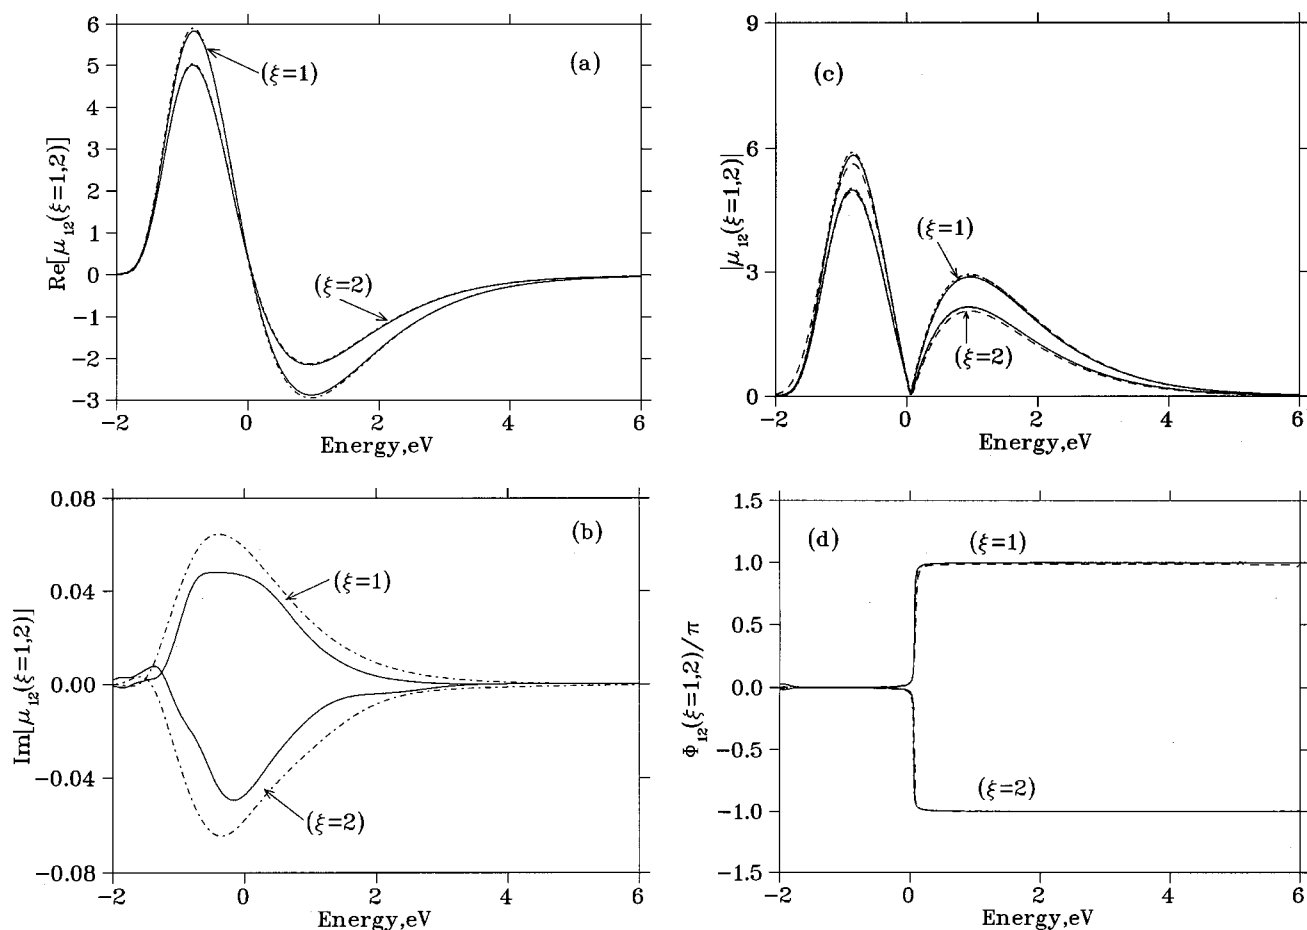 6
5
4
3
2
1
0
−1
−2
−3
Re[μ12(ξ=1,2)]
(a)
(ξ=1)
(ξ=2)
−2 0 2 4 6
Energy,eV
9
6
3
0
|μ12(ξ=1,2)|
(c)
(ξ=1)
(ξ=2)
−2 0 2 4 6
Energy,eV
0.08
0.04
0.00
−0.04
−0.08
Im[μ12(ξ=1,2)]
(b)
(ξ=1)
(ξ=2)
−2 0 2 4 6
Energy,eV
1.5
1.0
0.5
0.0
−0.5
−1.0
−1.5
Φ12(ξ=1,2)/π
(d)
(ξ=1)
(ξ=2)
−2 0 2 4 6
Energy,eV